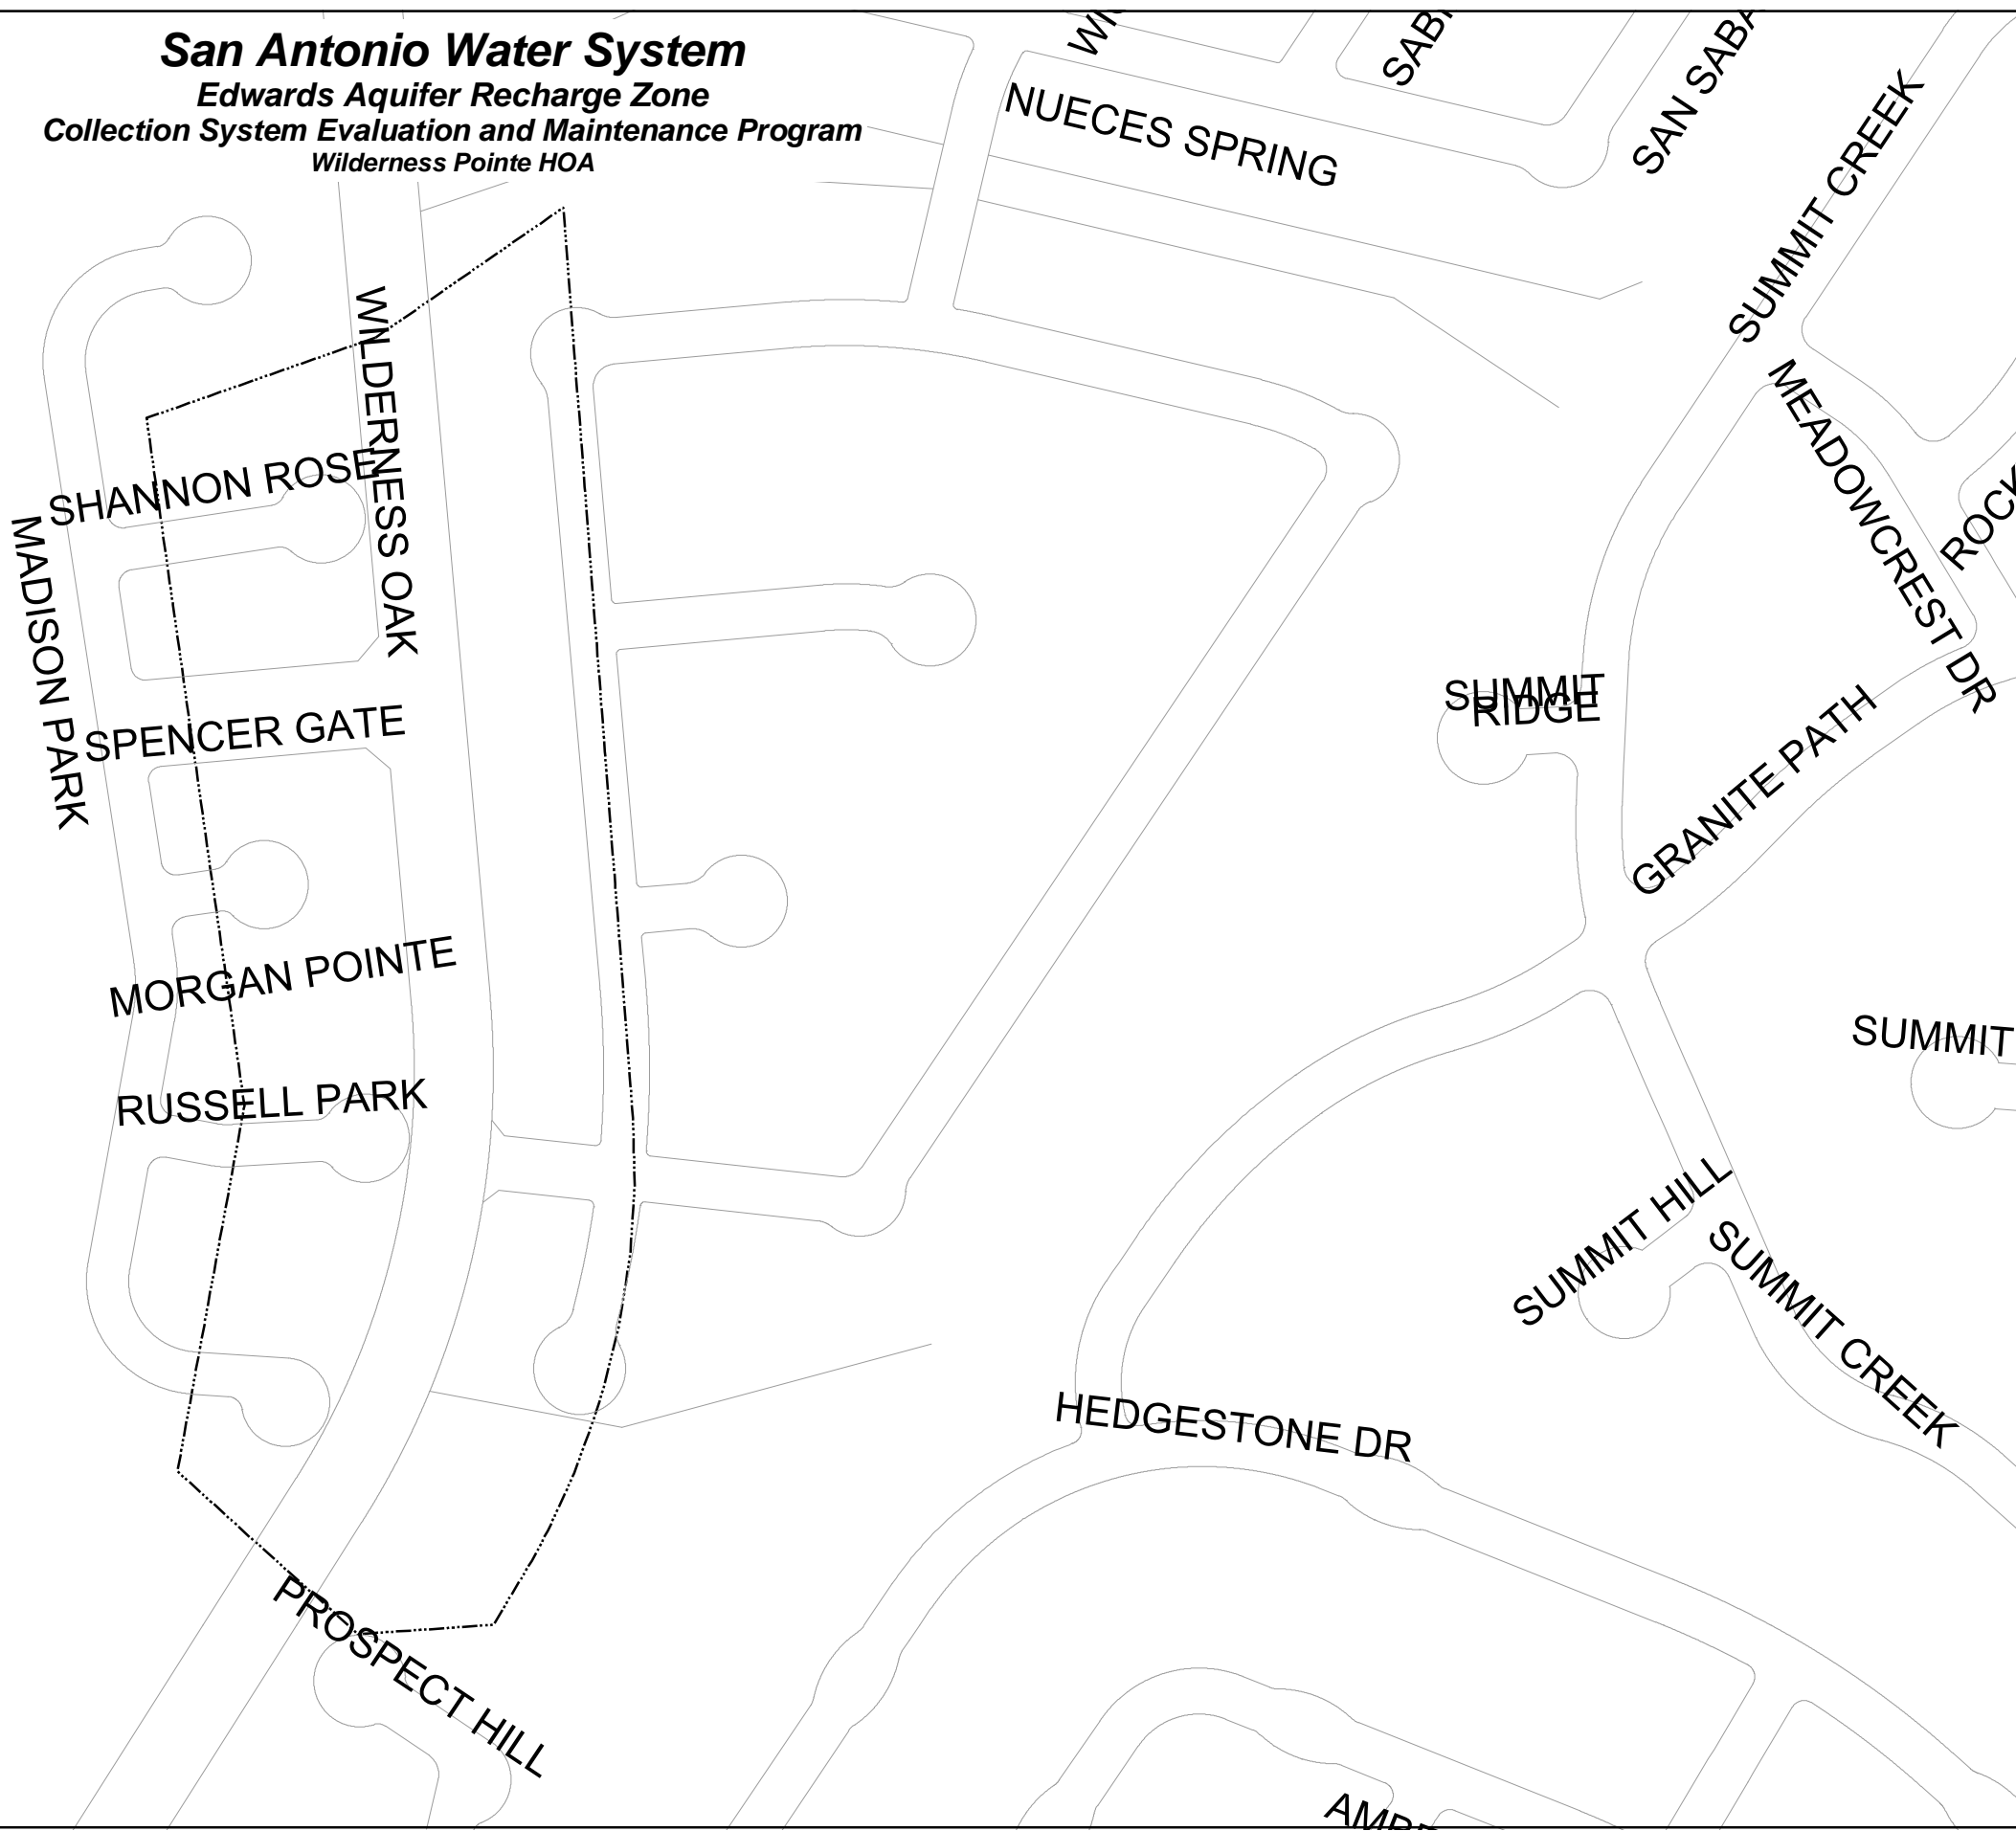 San Antonio Water System
Edwards Aquifer Recharge Zone
Collection System Evaluation and Maintenance Program
Wilderness Pointe HOA
NUECES SPRING
SAN SABA
SUMMIT CREEK
WILDERNESS OAK
MEADOWCREST DR
SHANNON ROSE
ROCK
MADISON PARK
SUMMIT
RIDGE
SPENCER GATE
GRANITE PATH
MORGAN POINTE
SUMMIT
RUSSELL PARK
SUMMIT HILL
SUMMIT CREEK
HEDGESTONE DR
PROSPECT HILL